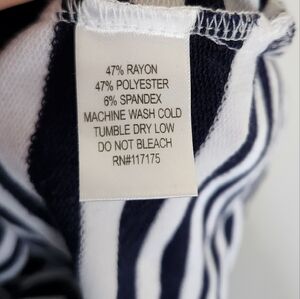 47% RAYON
47% POLYESTER
6% SPANDEX
MACHINE WASH COLD
TUMBLE DRY LOW
DO NOT BLEACH
RN#117175